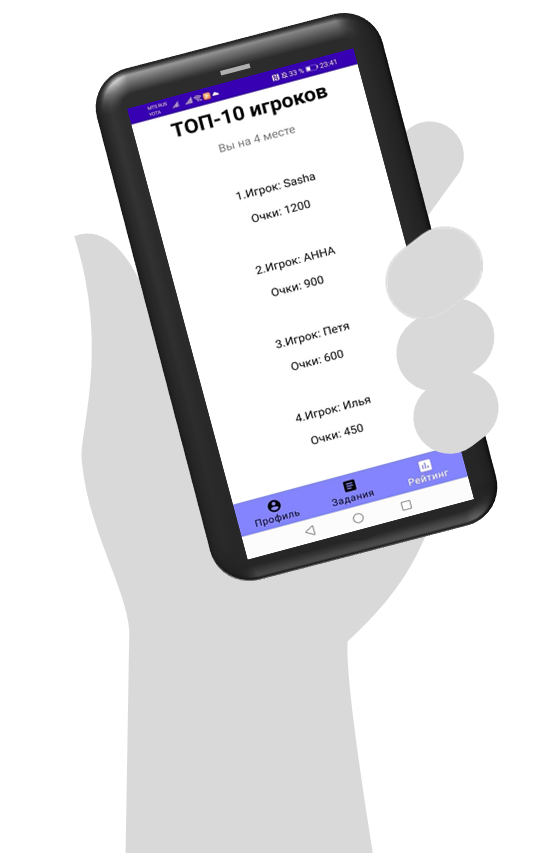 MTS RUS
YOTA
33 % 23:41
ТОП-10 игроков
Вы на 4 месте
1.Игрок: Sasha
Очки: 1200
2.Игрок: АННА
Очки: 900
3.Игрок: Петя
Очки: 600
4.Игрок: Илья
Очки: 450
Профиль Задания Рейтинг